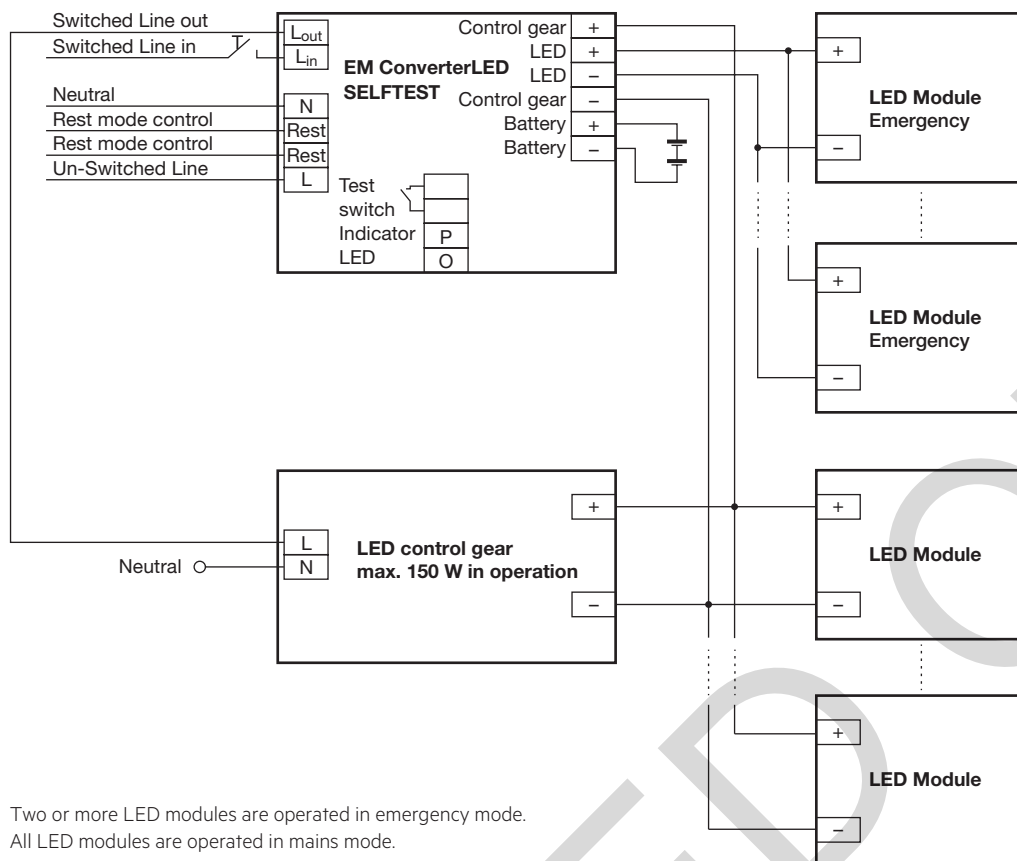 Switched Line out
Switched Line in
Neutral
Rest mode control
Rest mode control
Un-Switched Line
Lout
Lin
N
Rest
Rest
L
EM ConverterLED
SELFTEST
Test
switch
Indicator
LED
P
O
Control gear +
LED +
LED –
Control gear –
Battery +
Battery –
+
LED Module
Emergency
–
+
LED Module
Emergency
–
Neutral
L
N
LED control gear
max. 150 W in operation
+
–
+
LED Module
–
+
LED Module
–
Two or more LED modules are operated in emergency mode.
All LED modules are operated in mains mode.